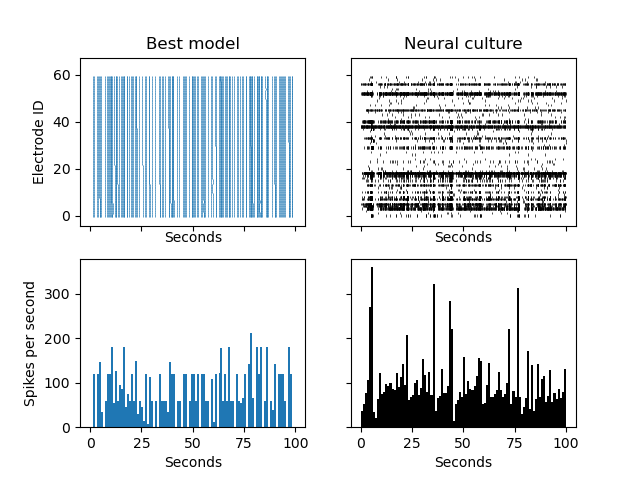 Best model
Neural culture
Electrode ID
60
40
20
0
Seconds
Seconds
Spikes per second
300
200
100
0
0
25
50
75
100
0
25
50
75
100
Seconds
Seconds